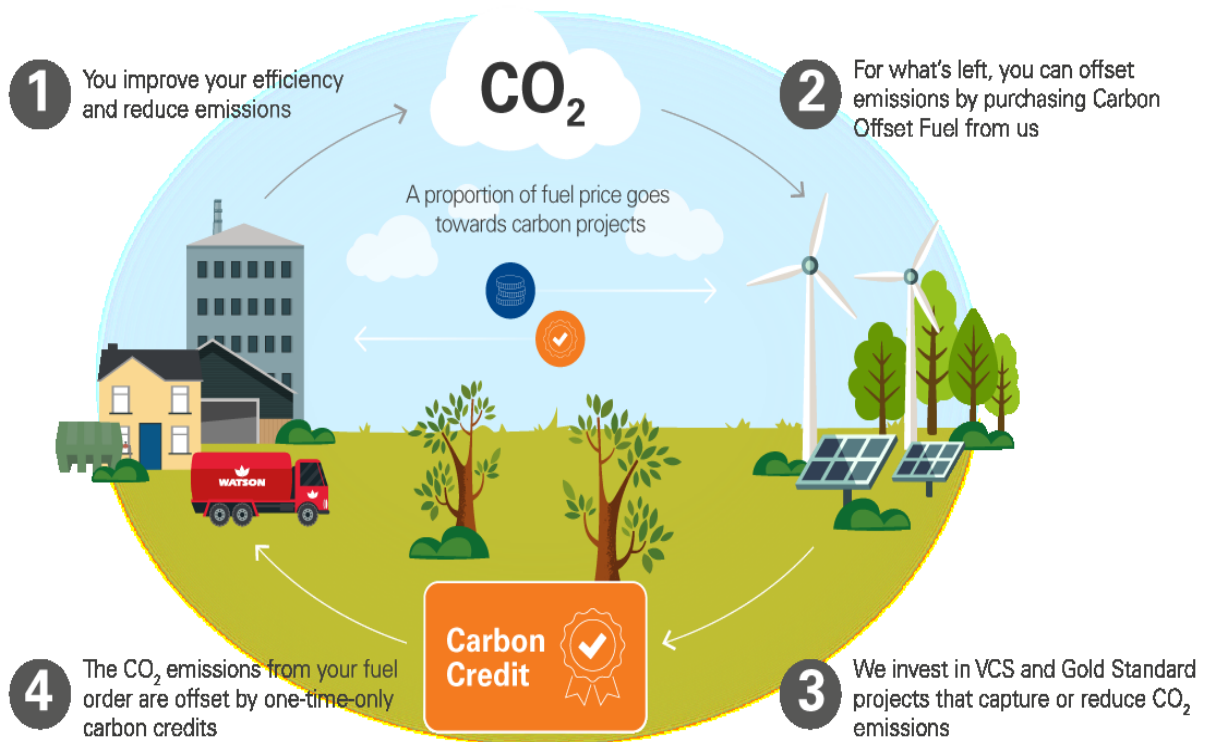 1
You improve your efficiency
and reduce emissions
CO₂
2
For what's left, you can offset
emissions by purchasing Carbon
Offset Fuel from us
A proportion of fuel price goes
towards carbon projects
WATSON
Carbon
Credit
3
We invest in VCS and Gold Standard
projects that capture or reduce CO₂
emissions
4
The CO₂ emissions from your fuel
order are offset by one-time-only
carbon credits